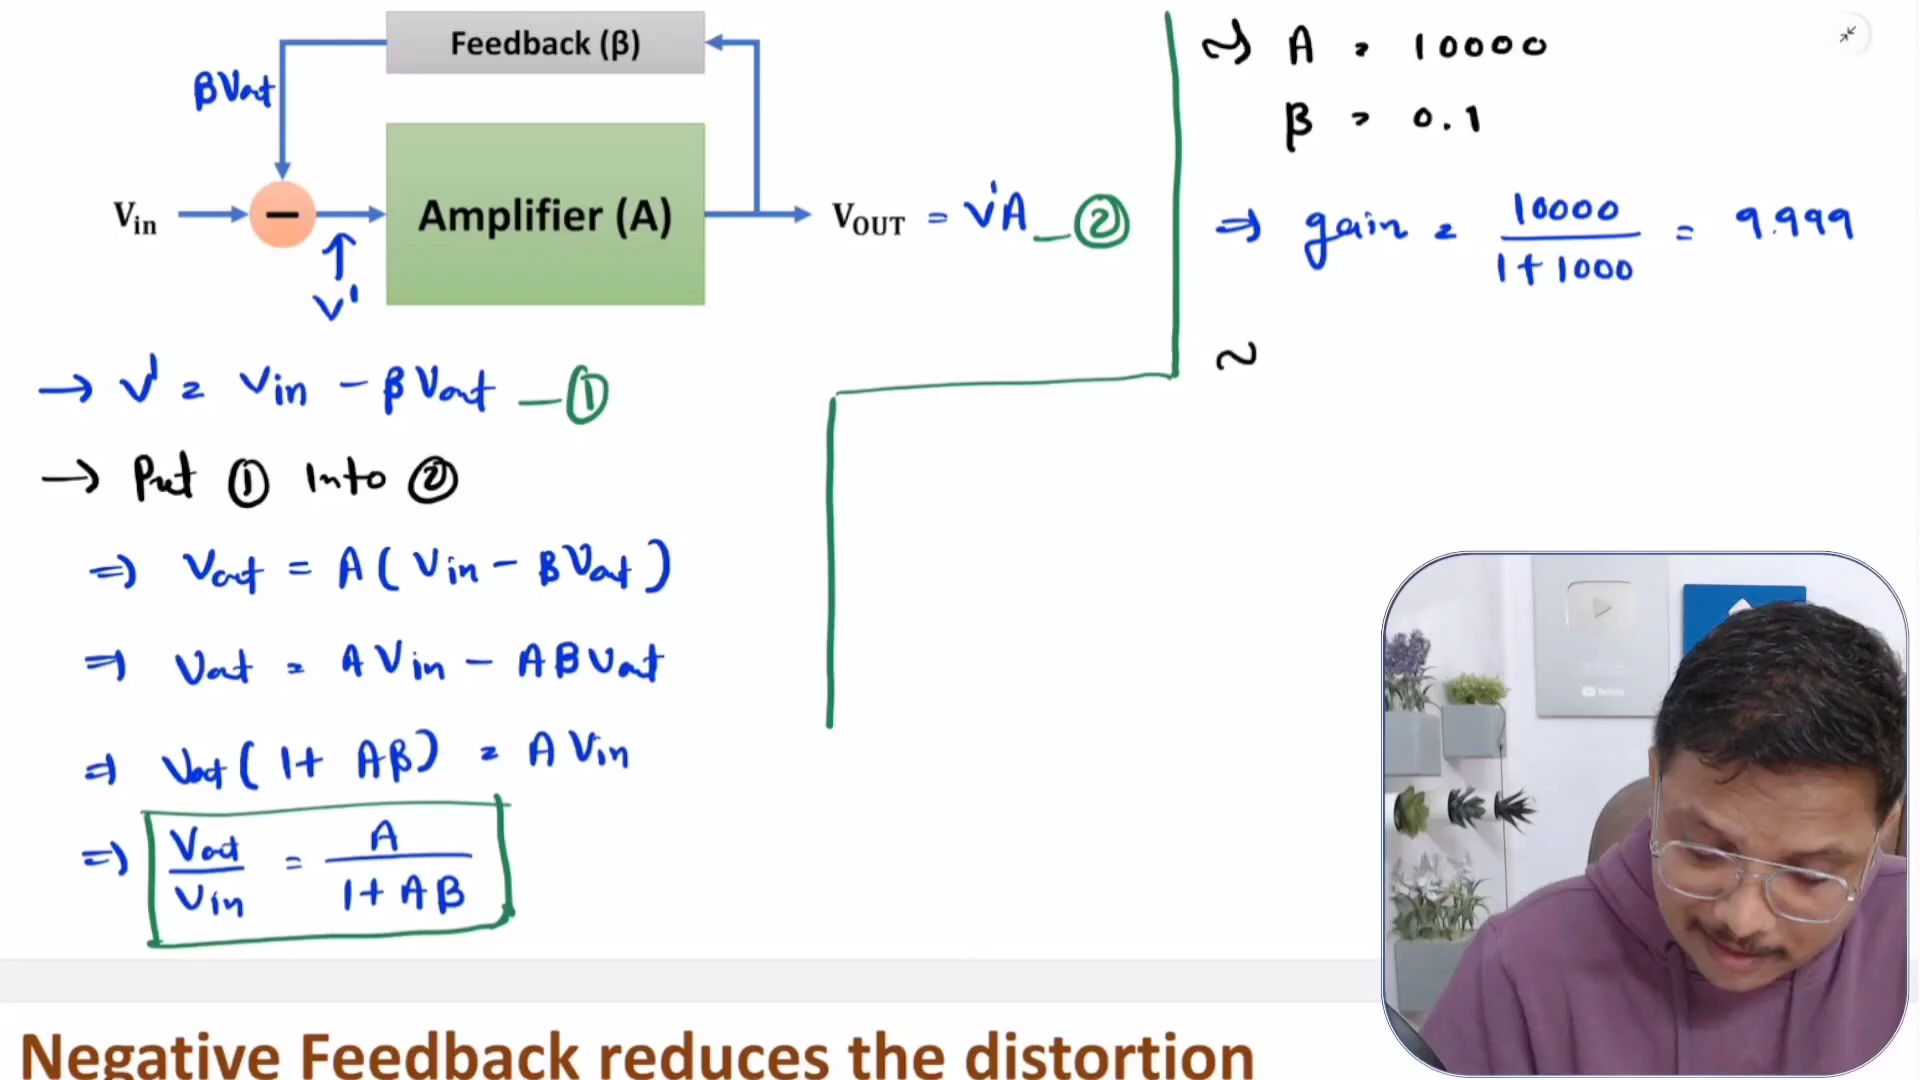 Feedback (β)
βVout
Amplifier (A)
Vin
−
V'
VOUT = V'A — ②
→ V' = Vin − βVout — ①
→ Put ① Into ②
⇒ Vout = A ( Vin − βVout )
⇒ Vout = A Vin − AβVout
⇒ Vout ( 1 + Aβ ) = A Vin
⇒ Vout / Vin = A / 1 + Aβ
A = 10000
β = 0.1
⇒ gain = 10000 / 1 + 1000 = 9.999
Negative Feedback reduces the distortion